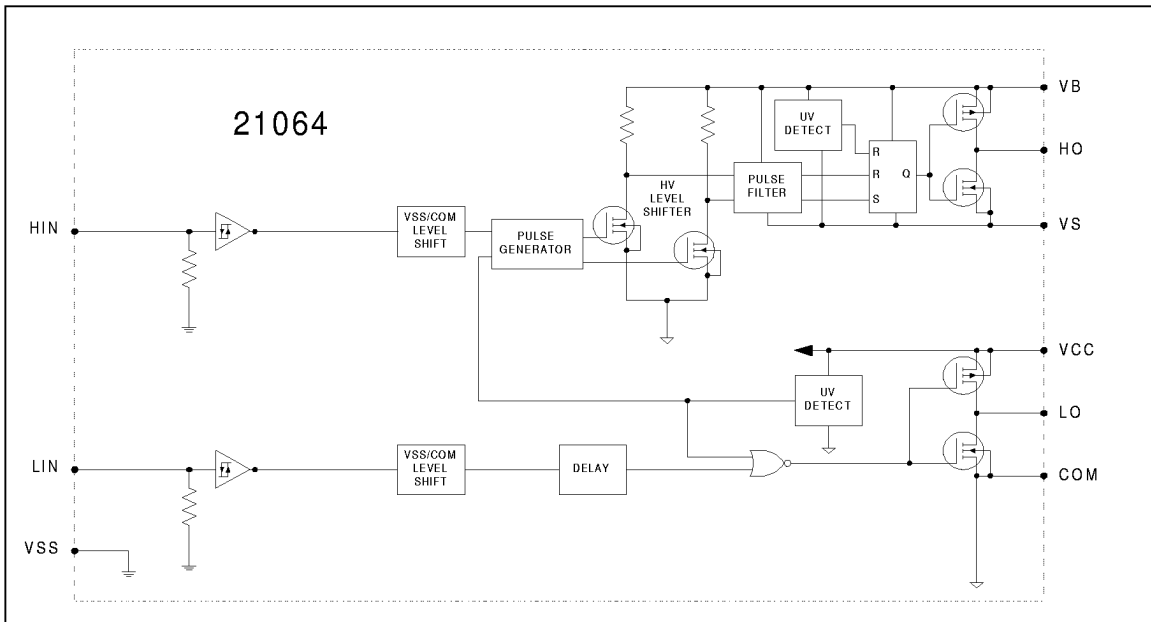 21064
VB
UV
DETECT
R
R
S
Q
HO
PULSE
FILTER
HV
LEVEL
SHIFTER
VS
HIN
VSS/COM
LEVEL
SHIFT
PULSE
GENERATOR
VCC
UV
DETECT
LO
LIN
VSS/COM
LEVEL
SHIFT
DELAY
COM
VSS